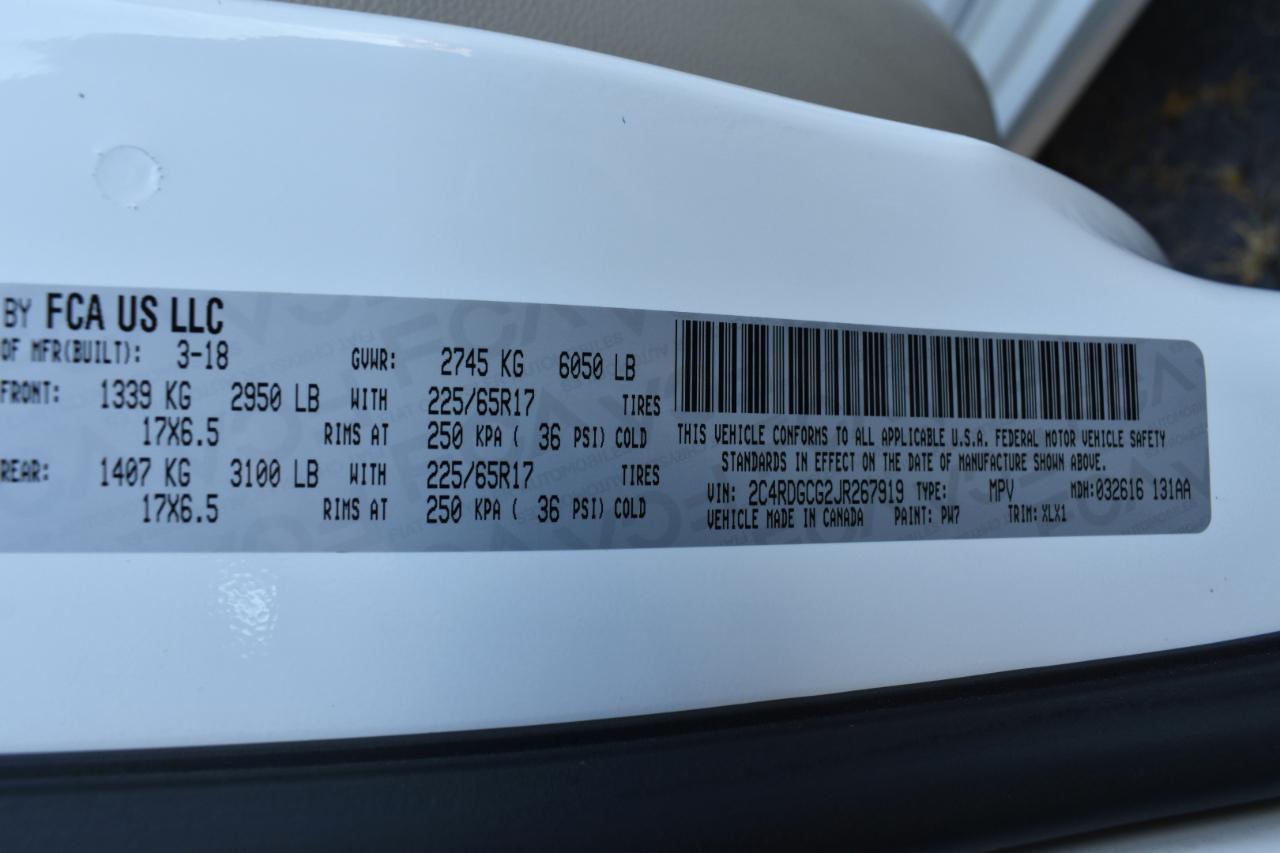 BY FCA US LLC
OF MFR(BUILT): 3-18 GVWR: 2745 KG 6050 LB
FRONT: 1339 KG 2950 LB WITH 225/65R17 TIRES
17X6.5 RIMS AT 250 KPA ( 36 PSI) COLD
REAR: 1407 KG 3100 LB WITH 225/65R17 TIRES
17X6.5 RIMS AT 250 KPA ( 36 PSI) COLD
THIS VEHICLE CONFORMS TO ALL APPLICABLE U.S.A. FEDERAL MOTOR VEHICLE SAFETY
STANDARDS IN EFFECT ON THE DATE OF MANUFACTURE SHOWN ABOVE.
VIN: 2C4RDGCG2JR267919 TYPE: MPV MDH:032616 131AA
VEHICLE MADE IN CANADA PAINT: PW7 TRIM: XLX1